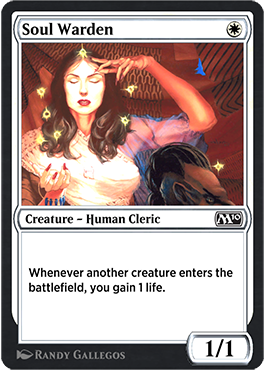 Soul Warden
Creature – Human Cleric
M10
Whenever another creature enters the
battlefield, you gain 1 life.
RANDY GALLEGOS
1/1